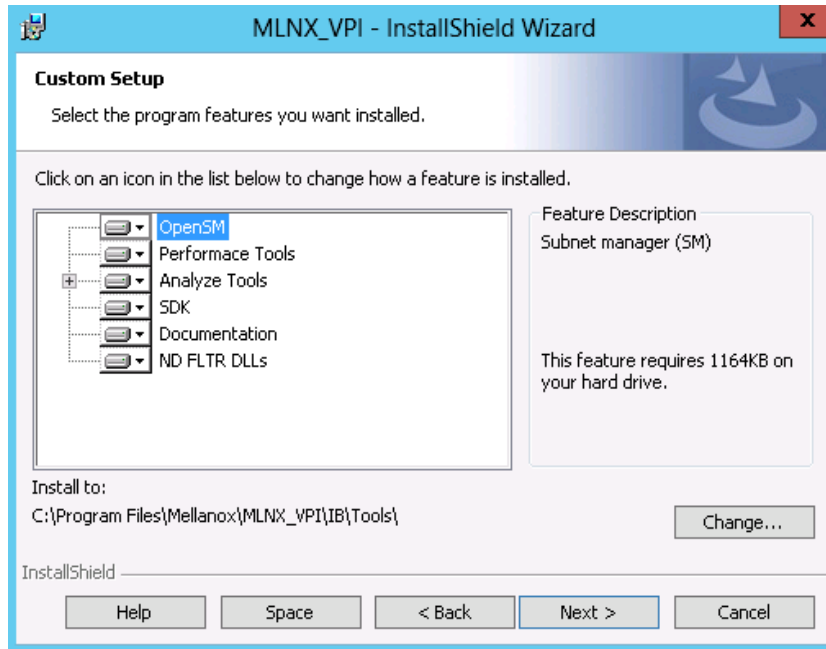 MLNX_VPI - InstallShield Wizard
Custom Setup
Select the program features you want installed.
Click on an icon in the list below to change how a feature is installed.
OpenSM
Performace Tools
Analyze Tools
SDK
Documentation
ND FLTR DLLs
Feature Description
Subnet manager (SM)
This feature requires 1164KB on
your hard drive.
Install to:
C:\Program Files\Mellanox\MLNX_VPI\IB\Tools\
Change...
InstallShield
Help
Space
< Back
Next >
Cancel